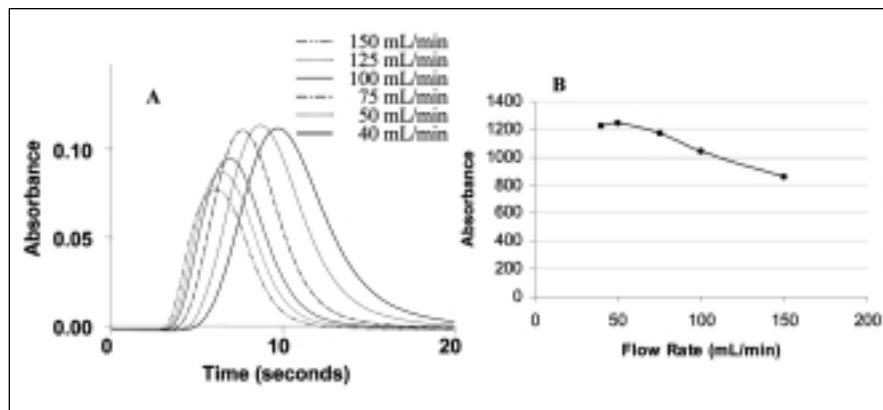 150 mL/min
125 mL/min
100 mL/min
75 mL/min
50 mL/min
40 mL/min
A
0.10
0.05
0.00
Absorbance
0 10 20
Time (seconds)
B
1400
1200
1000
800
600
400
200
0
Absorbance
0 50 100 150 200
Flow Rate (mL/min)